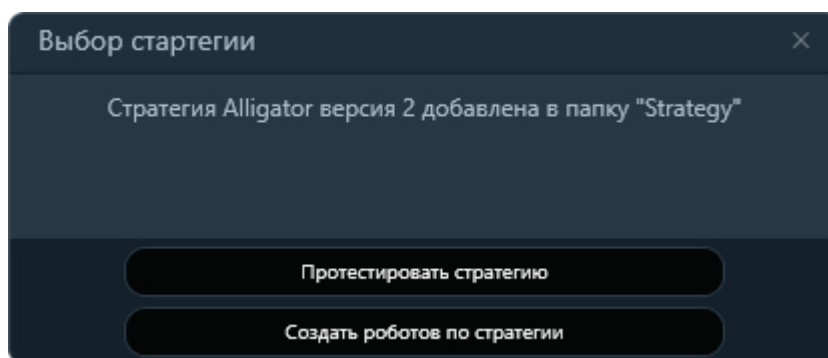 Выбор стартегии
Стратегия Alligator версия 2 добавлена в папку "Strategy"
Протестировать стратегию
Создать роботов по стратегии